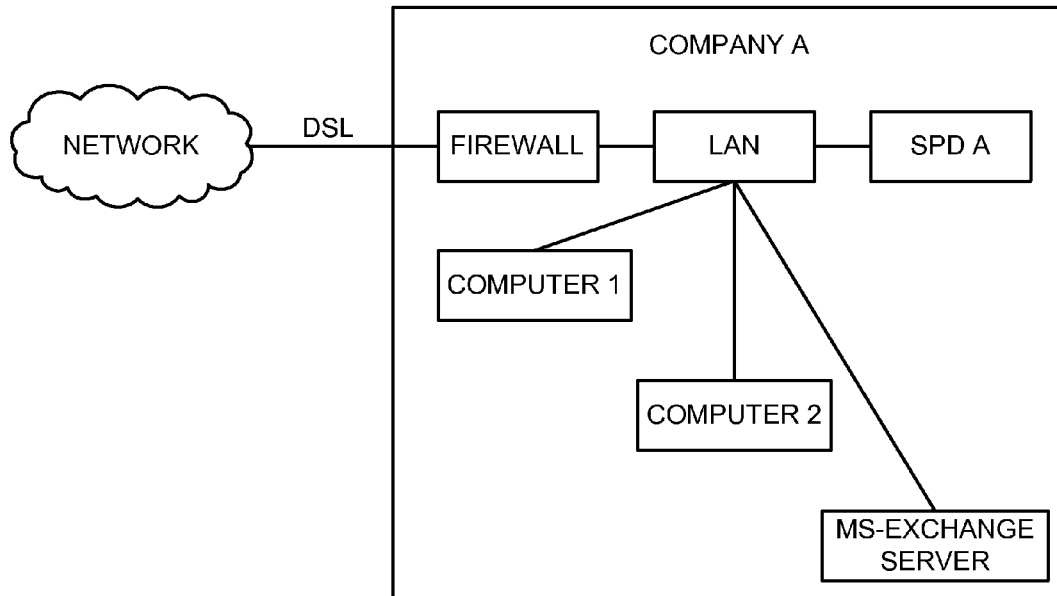 COMPANY A
NETWORK
DSL
FIREWALL
LAN
SPD A
COMPUTER 1
COMPUTER 2
MS-EXCHANGE
SERVER